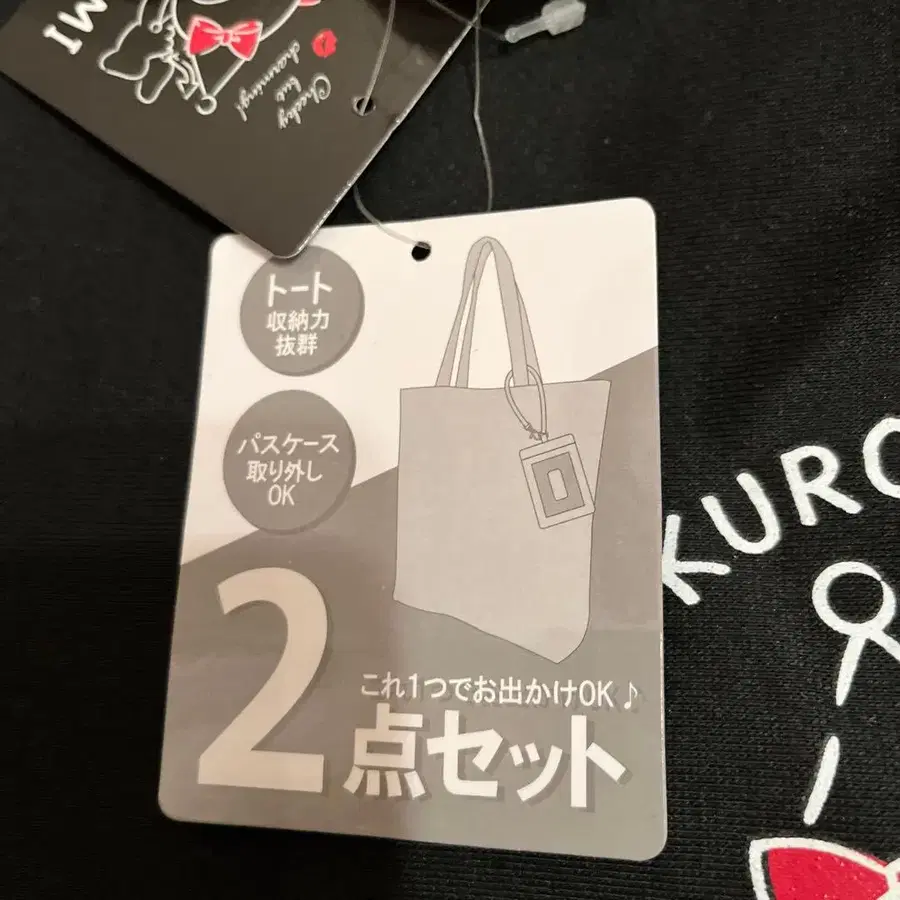 IWMI
Cheeky
but
charming!
トート
収納力
抜群
パスケース
取り外し
OK
KURO
2
これ1つでお出かけOK♪
点セット